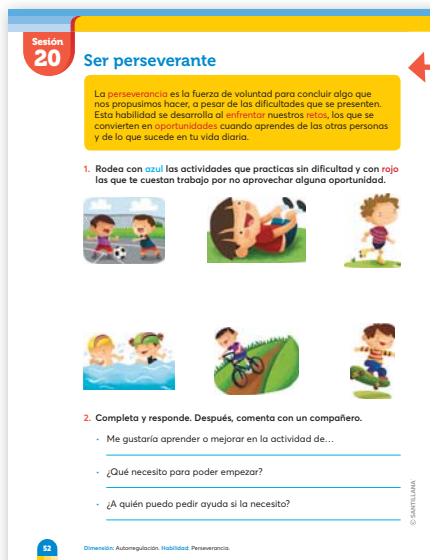 Sesión
20
Ser perseverante
La perseverancia es la fuerza de voluntad para concluir algo que
nos propusimos hacer, a pesar de las dificultades que se presenten.
Esta habilidad se desarrolla al enfrentar nuestros retos, los que se
convierten en oportunidades cuando aprendes de las otras personas
y de lo que sucede en tu vida diaria.
1. Rodea con azul las actividades que practicas sin dificultad y con rojo
las que te cuestan trabajo por no aprovechar alguna oportunidad.
2. Completa y responde. Después, comenta con un compañero.
· Me gustaría aprender o mejorar en la actividad de...
· ¿Qué necesito para poder empezar?
· ¿A quién puedo pedir ayuda si la necesito?
© SANTILLANA
52
Dimensión: Autorregulación. Habilidad: Perseverancia.